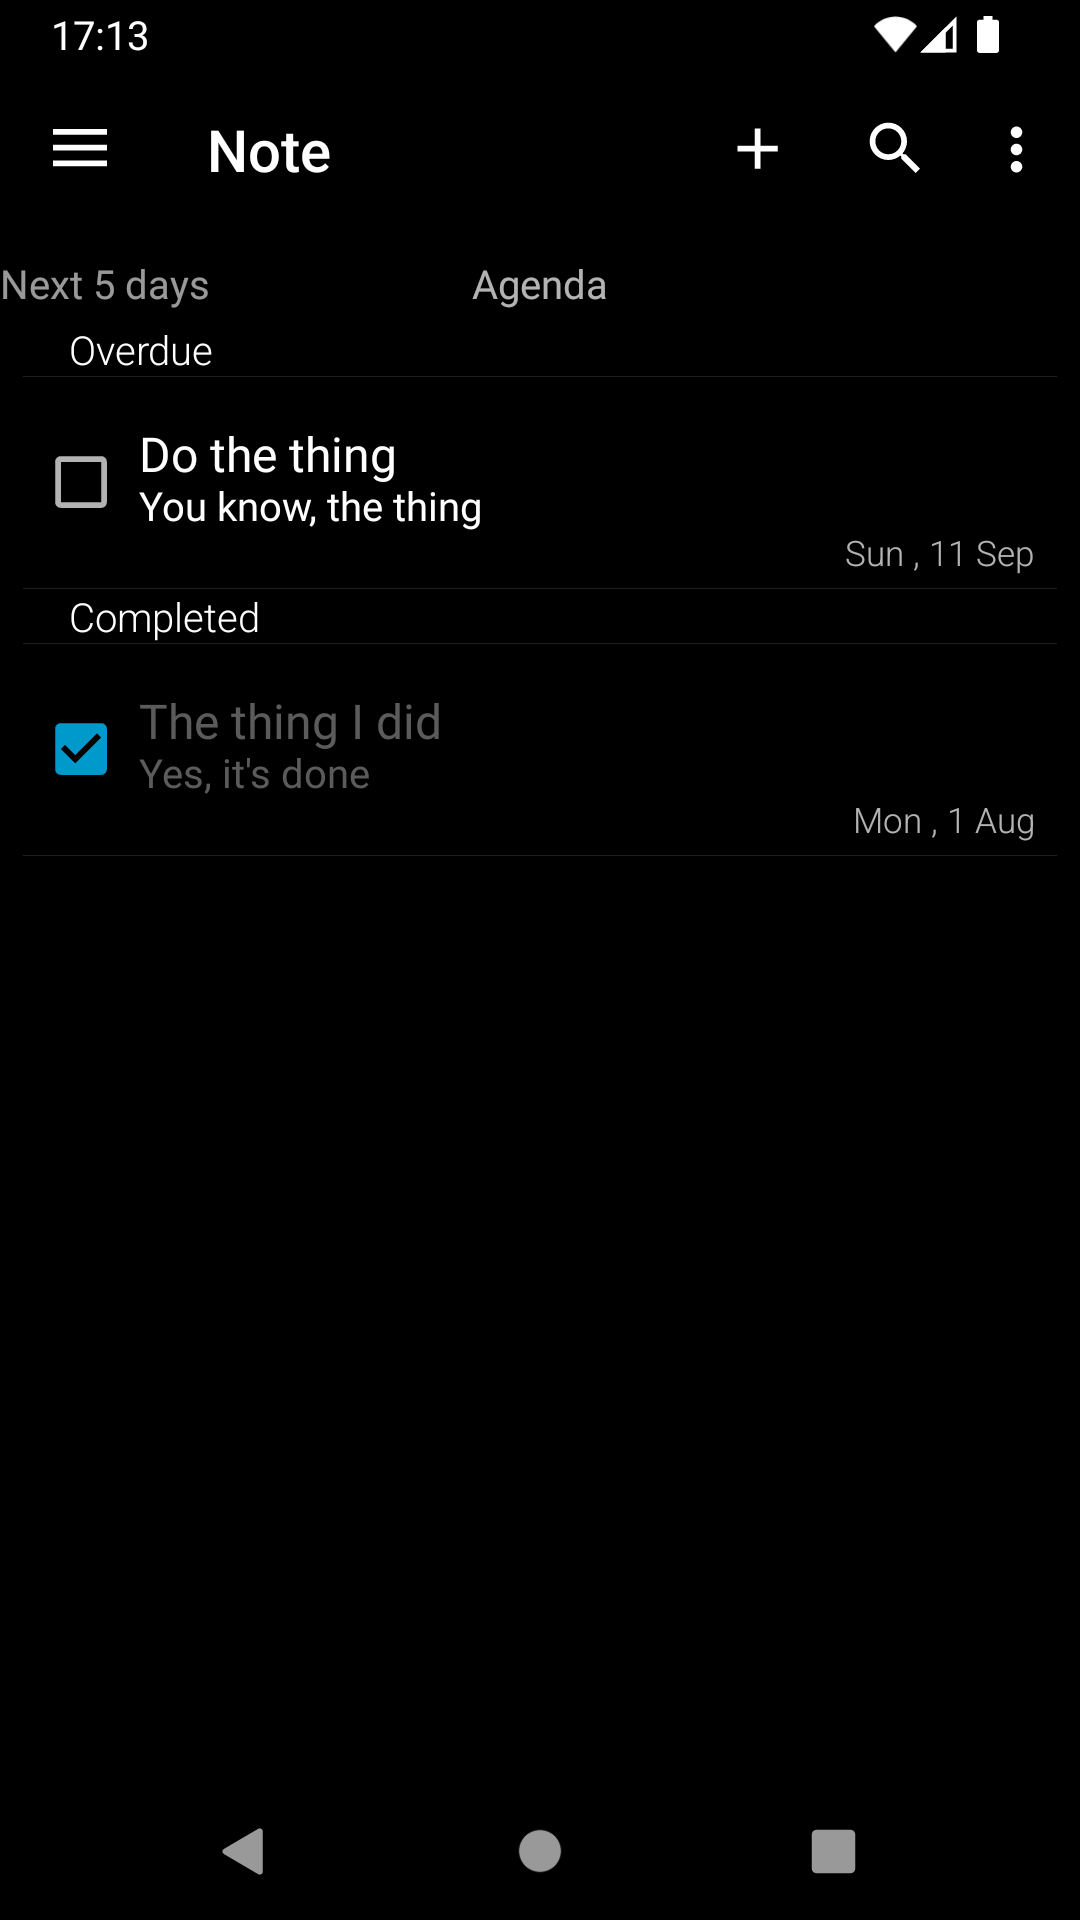 17:13
Note
Next 5 days
Agenda
Overdue
Do the thing
You know, the thing
Sun , 11 Sep
Completed
The thing I did
Yes, it's done
Mon , 1 Aug